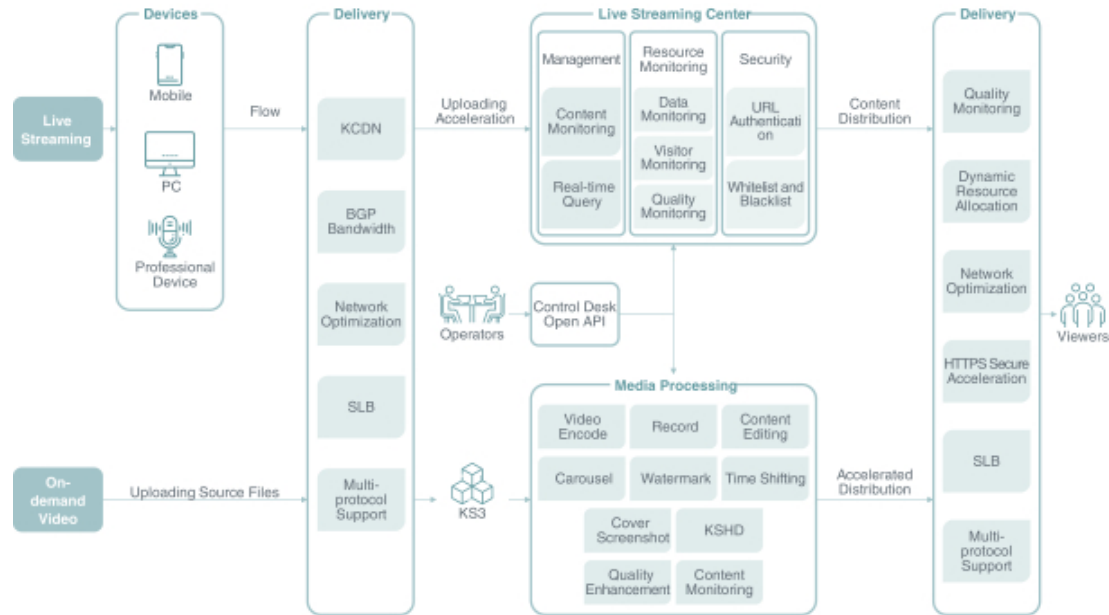 Devices
Delivery
Live Streaming Center
Delivery
Live
Streaming
Mobile
PC
Professional
Device
Flow
KCDN
BGP
Bandwidth
Network
Optimization
SLB
Multi-
protocol
Support
Uploading
Acceleration
Management
Content
Monitoring
Real-time
Query
Resource
Monitoring
Data
Monitoring
Visitor
Monitoring
Quality
Monitoring
Security
URL
Authenticati
on
Whitelist and
Blacklist
Content
Distribution
Quality
Monitoring
Dynamic
Resource
Allocation
Network
Optimization
HTTPS Secure
Acceleration
SLB
Multi-
protocol
Support
Viewers
Operators
Control Desk
Open API
On-
demand
Video
Uploading Source Files
KS3
Media Processing
Video
Encode
Record
Content
Editing
Carousel
Watermark
Time Shifting
Cover
Screenshot
KSHD
Quality
Enhancement
Content
Monitoring
Accelerated
Distribution